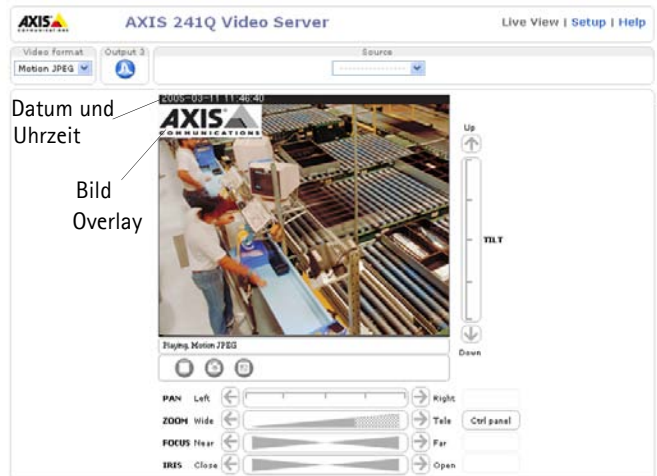 AXIS
COMMUNICATIONS
AXIS 241Q Video Server
Live View | Setup | Help
Video format
Output 3
Source
Motion JPEG
Datum und
Uhrzeit
2005-03-11 11:46:40
AXIS
COMMUNICATIONS
Bild
Overlay
Up
TILT
Down
Playing, Motion JPEG
PAN Left Right
ZOOM Wide Tele Ctrl panel
FOCUS Near Far
IRIS Close Open